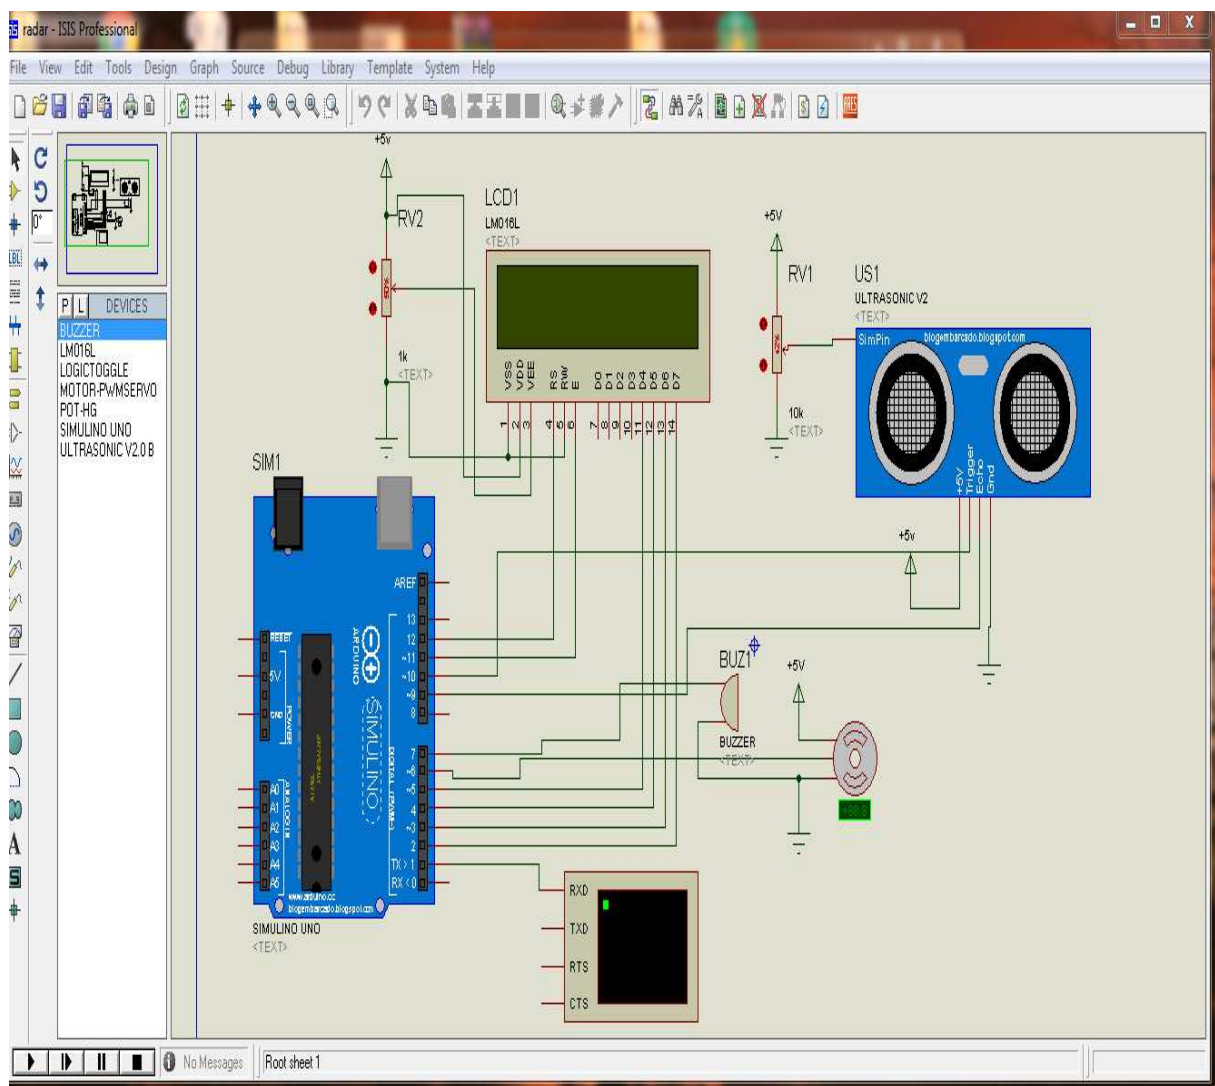 radar - ISIS Professional
File View Edit Tools Design Graph Source Debug Library Template System Help
0°
LBL
P L DEVICES
BUZZER
LM016L
LOGICTOGGLE
MOTOR-PWMSERVO
POT-HG
SIMULINO UNO
ULTRASONIC V2.0 B
+5v
RV2
50%
1k
<TEXT>
LCD1
LM016L
<TEXT>
VSS VDD VEE RS RW E D0 D1 D2 D3 D4 D5 D6 D7
1 2 3 4 5 6 7 8 9 10 11 12 13 14
+5V
RV1
10k
<TEXT>
US1
ULTRASONIC V2
<TEXT>
SimPin blogembarcado.blogspot.com
+5V Trigger Echo Gnd
+5v
SIM1
AREF
13
12
~11
~10
~9
8
7
~6
~5
4
~3
2
TX > 1
RX < 0
RESET
5V
GND
POWER
A0
A1
A2
A3
A4
A5
ANALOG IN
ARDUINO
SIMULINO
DIGITAL (PWM~)
www.arduino.cc
blogembarcado.blogspot.com
SIMULINO UNO
<TEXT>
BUZ1
BUZZER
<TEXT>
+5V
RXD
TXD
RTS
CTS
A
S
No Messages Root sheet 1